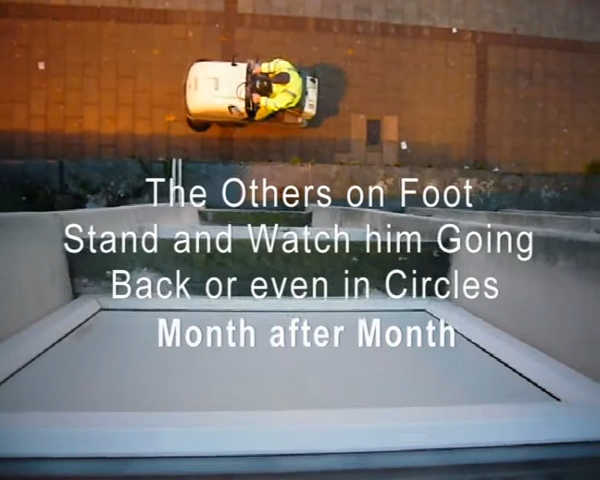 The Others on Foot
Stand and Watch him Going
Back or even in Circles
Month after Month